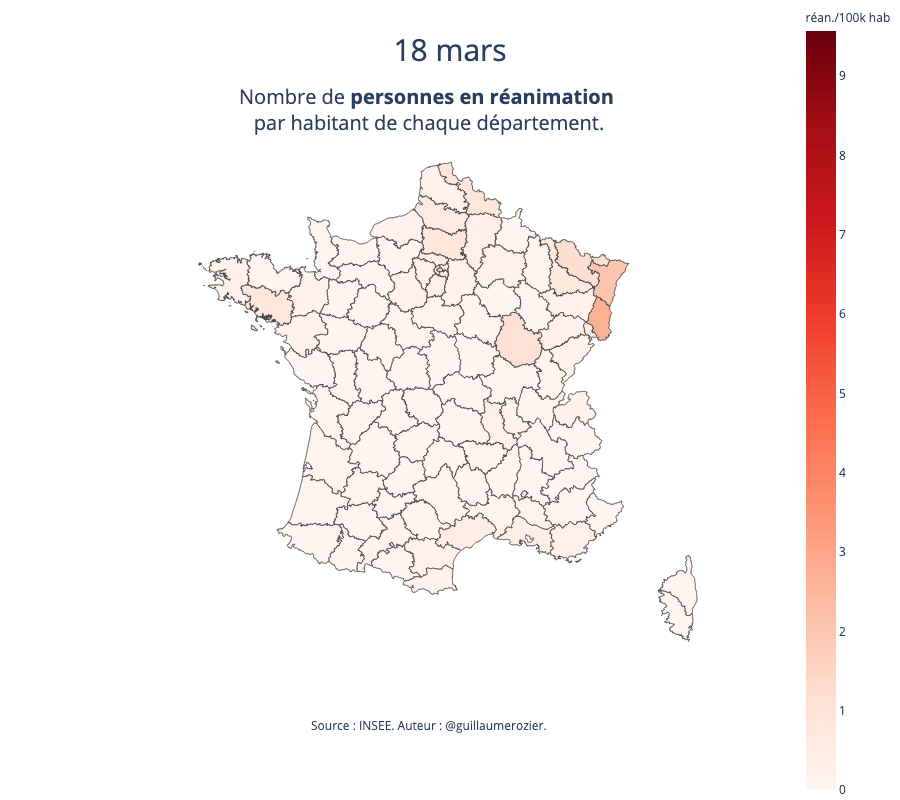 réan./100k hab
18 mars
Nombre de personnes en réanimation
par habitant de chaque département.
9
8
7
6
5
4
3
2
1
0
Source : INSEE. Auteur : @guillaumerozier.